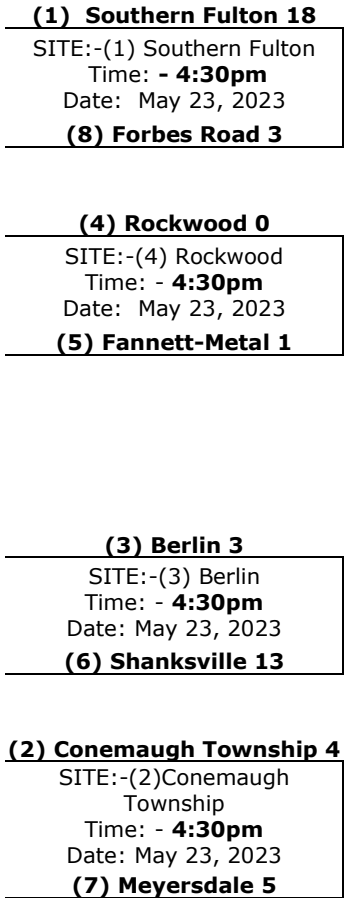 (1)  Southern Fulton 18
SITE:-(1) Southern Fulton
Time: - 4:30pm
Date:  May 23, 2023
(8) Forbes Road 3
(4) Rockwood 0
SITE:-(4) Rockwood
Time: - 4:30pm
Date:  May 23, 2023
(5) Fannett-Metal 1
(3) Berlin 3
SITE:-(3) Berlin
Time: - 4:30pm
Date: May 23, 2023
(6) Shanksville 13
(2) Conemaugh Township 4
SITE:-(2)Conemaugh
Township
Time: - 4:30pm
Date: May 23, 2023
(7) Meyersdale 5